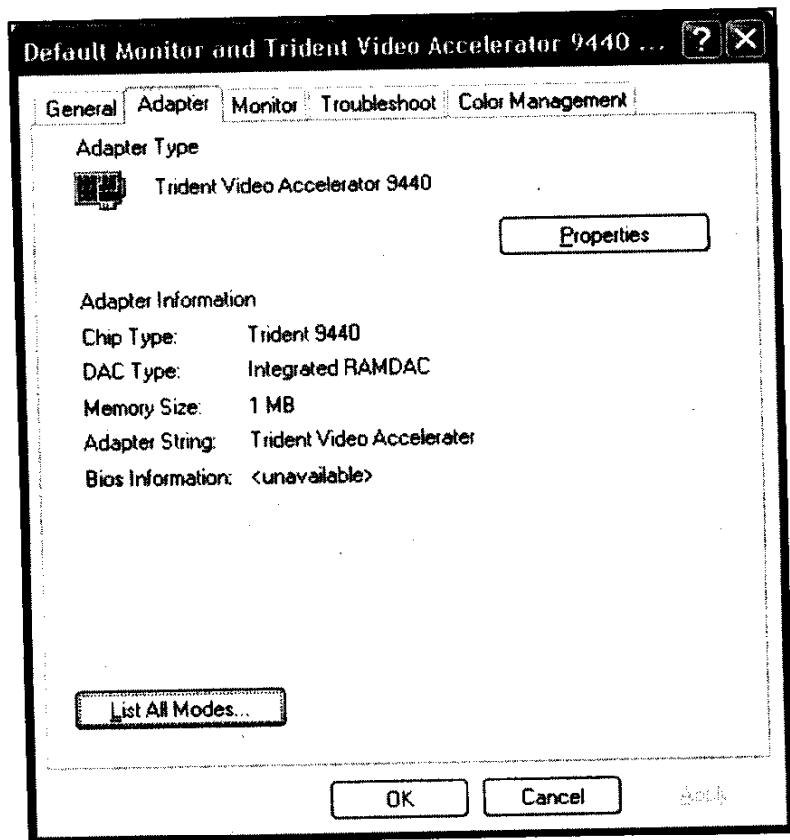 Default Monitor and Trident Video Accelerator 9440 ... ? X
General Adapter Monitor Troubleshoot Color Management
Adapter Type
Trident Video Accelerator 9440
Properties
Adapter Information
Chip Type: Trident 9440
DAC Type: Integrated RAMDAC
Memory Size: 1 MB
Adapter String: Trident Video Accelerater
Bios Information: <unavailable>
List All Modes...
OK Cancel Apply